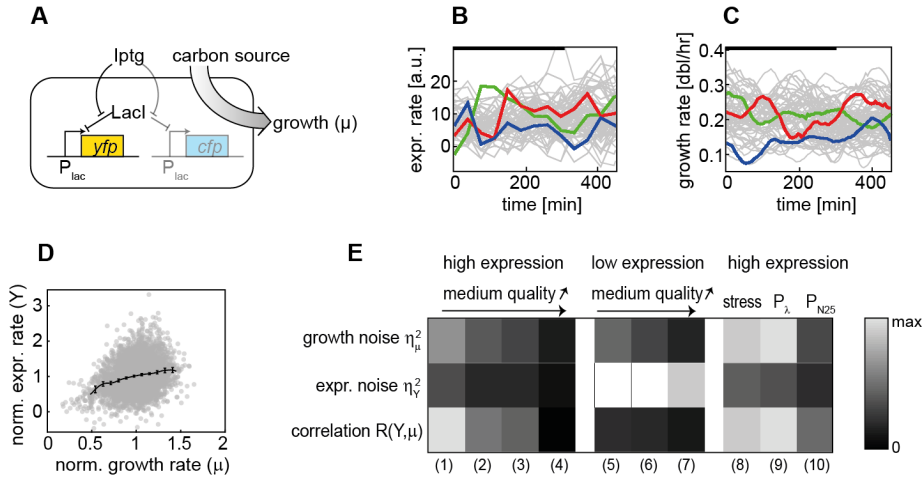 A
Iptg
carbon source
LacI
growth (μ)
yfp
cfp
P lac
P lac
B
expr. rate [a.u.]
20
10
0
0
200
400
time [min]
C
growth rate [dbl/hr]
0.4
0.3
0.2
0.1
0
200
400
time [min]
D
norm. expr. rate (Y)
3
2
1
0
0
0.5
1
1.5
2
norm. growth rate (μ)
E
high expression
low expression
high expression
medium quality
medium quality
stress
Pλ
PN25
growth noise η²μ
expr. noise η²Y
correlation R(Y,μ)
(1)
(2)
(3)
(4)
(5)
(6)
(7)
(8)
(9)
(10)
max
0